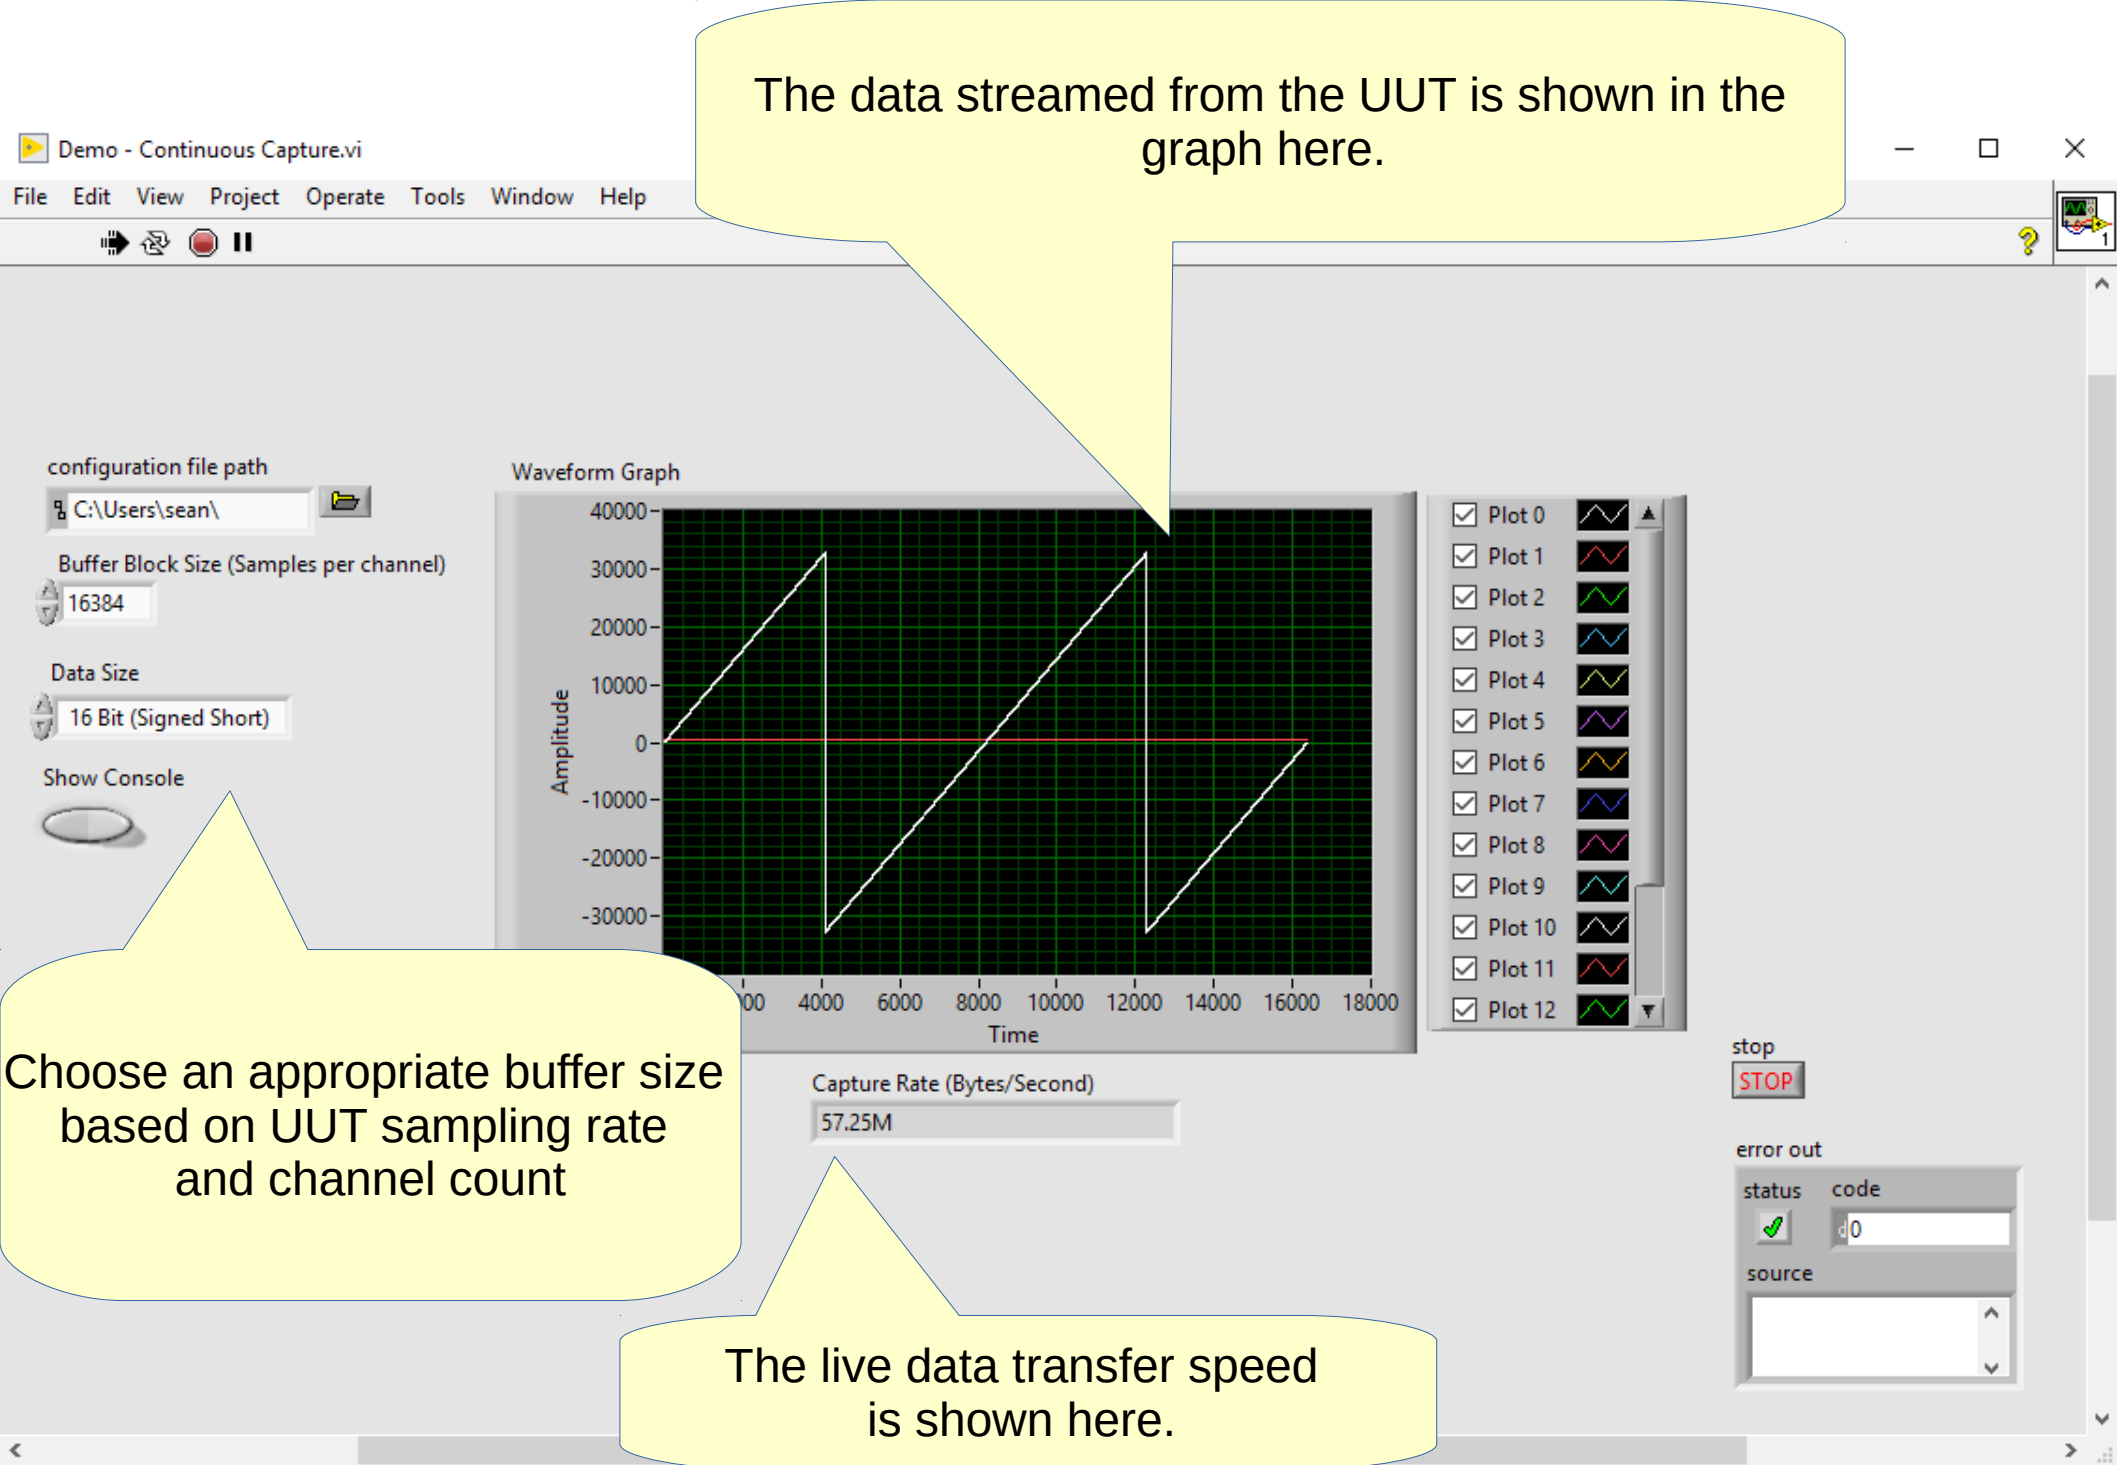 The data streamed from the UUT is shown in the
graph here.
Demo - Continuous Capture.vi
File Edit View Project Operate Tools Window Help
1
configuration file path
C:\Users\sean\
Buffer Block Size (Samples per channel)
16384
Data Size
16 Bit (Signed Short)
Show Console
Waveform Graph
40000
30000
20000
10000
0
-10000
-20000
-30000
Amplitude
4000 6000 8000 10000 12000 14000 16000 18000
Time
Plot 0
Plot 1
Plot 2
Plot 3
Plot 4
Plot 5
Plot 6
Plot 7
Plot 8
Plot 9
Plot 10
Plot 11
Plot 12
Choose an appropriate buffer size
based on UUT sampling rate
and channel count
Capture Rate (Bytes/Second)
57.25M
The live data transfer speed
is shown here.
stop
STOP
error out
status code
d 0
source